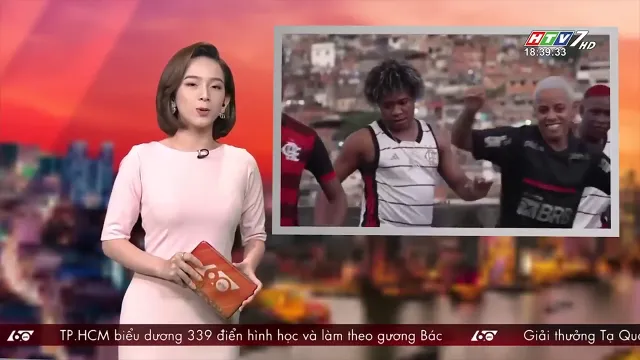 HTV7 HD
18:39:33
BRB
TP.HCM biểu dương 339 điển hình học và làm theo gương Bác
Giải thưởng Tạ Qu